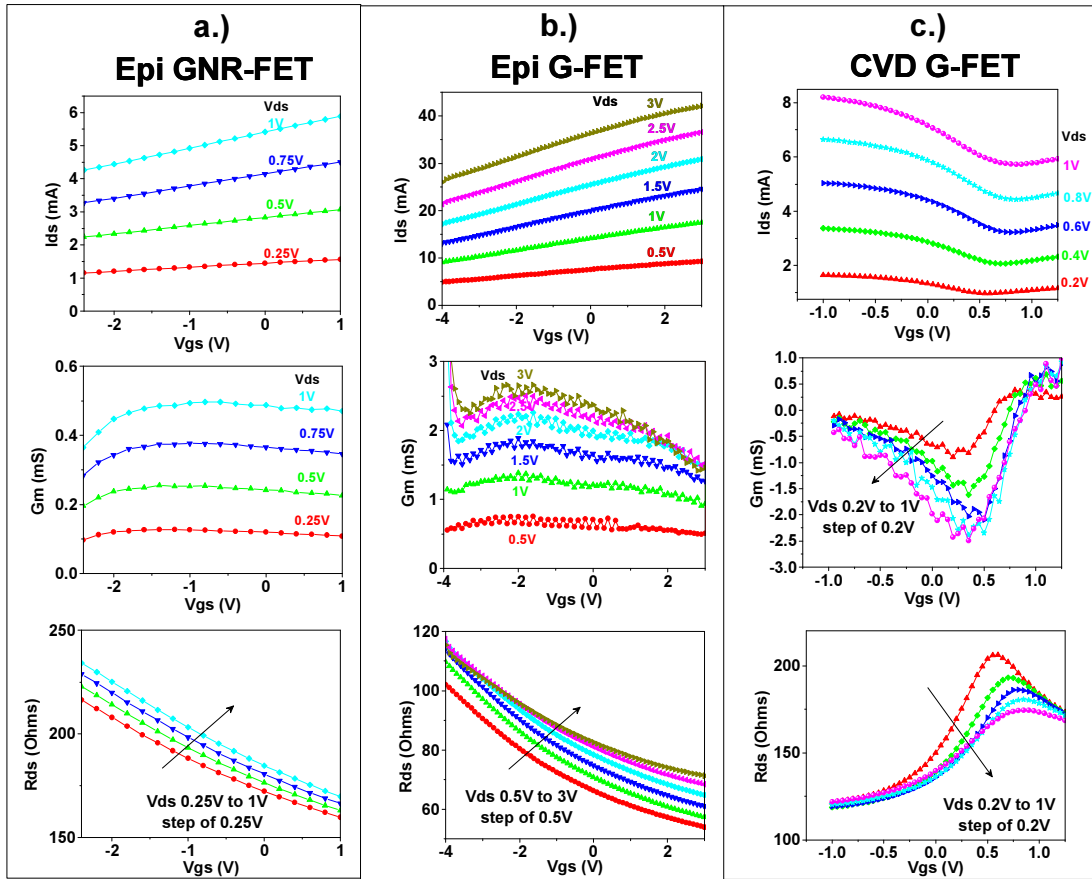 a.)
Epi GNR-FET
Vds
1V
0.75V
0.5V
0.25V
6
5
4
3
2
1
0
Ids (mA)
-2
-1
0
1
Vgs (V)
Vds
1V
0.75V
0.5V
0.25V
0.6
0.4
0.2
0.0
Gm (mS)
-2
-1
0
1
Vgs (V)
250
200
150
Rds (Ohms)
Vds 0.25V to 1V
step of 0.25V
-2
-1
0
1
Vgs (V)
b.)
Epi G-FET
Vds
3V
2.5V
2V
1.5V
1V
0.5V
40
30
20
10
0
Ids (mA)
-4
-2
0
2
Vgs (V)
Vds
3V
2.5V
2V
1.5V
1V
0.5V
3
2
1
0
Gm (mS)
-4
-2
0
2
Vgs (V)
120
100
80
60
Rds (Ohms)
Vds 0.5V to 3V
step of 0.5V
-4
-2
0
2
Vgs (V)
c.)
CVD G-FET
Vds
1V
0.8V
0.6V
0.4V
0.2V
8
6
4
2
Ids (mA)
-1.0
-0.5
0.0
0.5
1.0
Vgs (V)
1.0
0.5
0.0
-0.5
-1.0
-1.5
-2.0
-2.5
-3.0
Gm (mS)
Vds 0.2V to 1V
step of 0.2V
-1.0
-0.5
0.0
0.5
1.0
Vgs (V)
200
150
100
Rds (Ohms)
Vds 0.2V to 1V
step of 0.2V
-1.0
-0.5
0.0
0.5
1.0
Vgs (V)